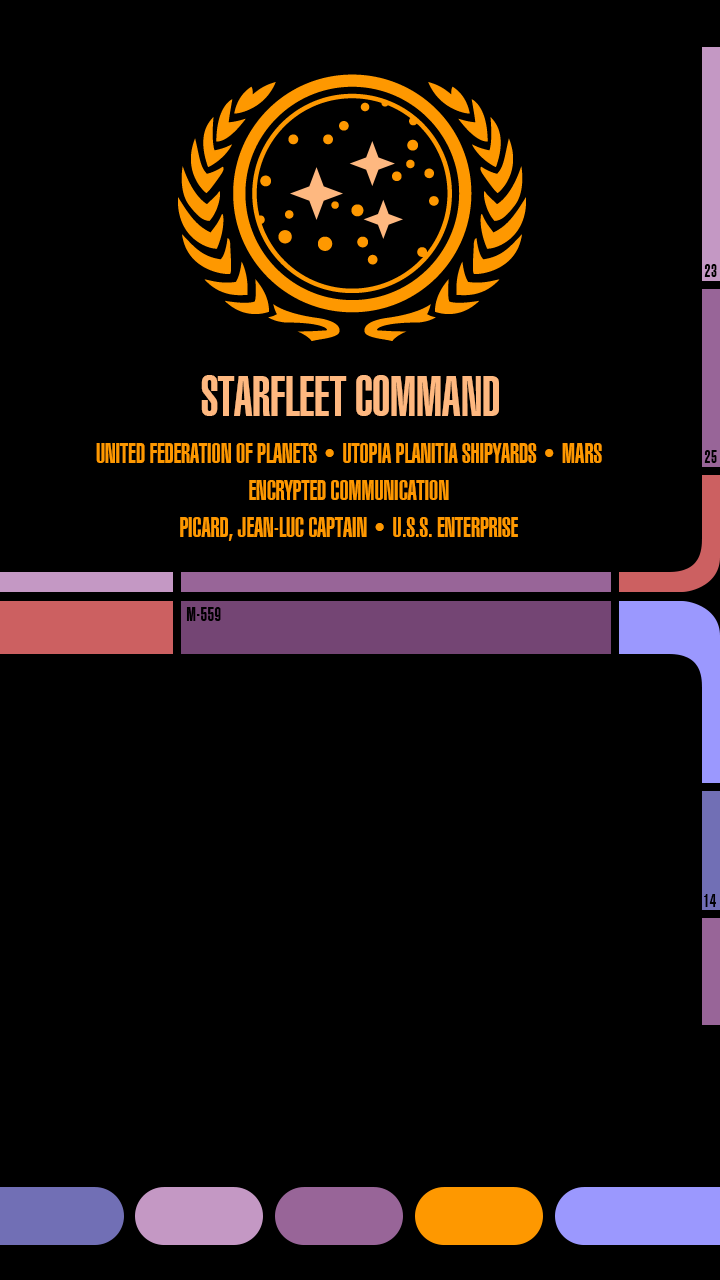 23
25
STARFLEET COMMAND
UNITED FEDERATION OF PLANETS • UTOPIA PLANITIA SHIPYARDS • MARS
ENCRYPTED COMMUNICATION
PICARD, JEAN-LUC CAPTAIN • U.S.S. ENTERPRISE
M-559
14